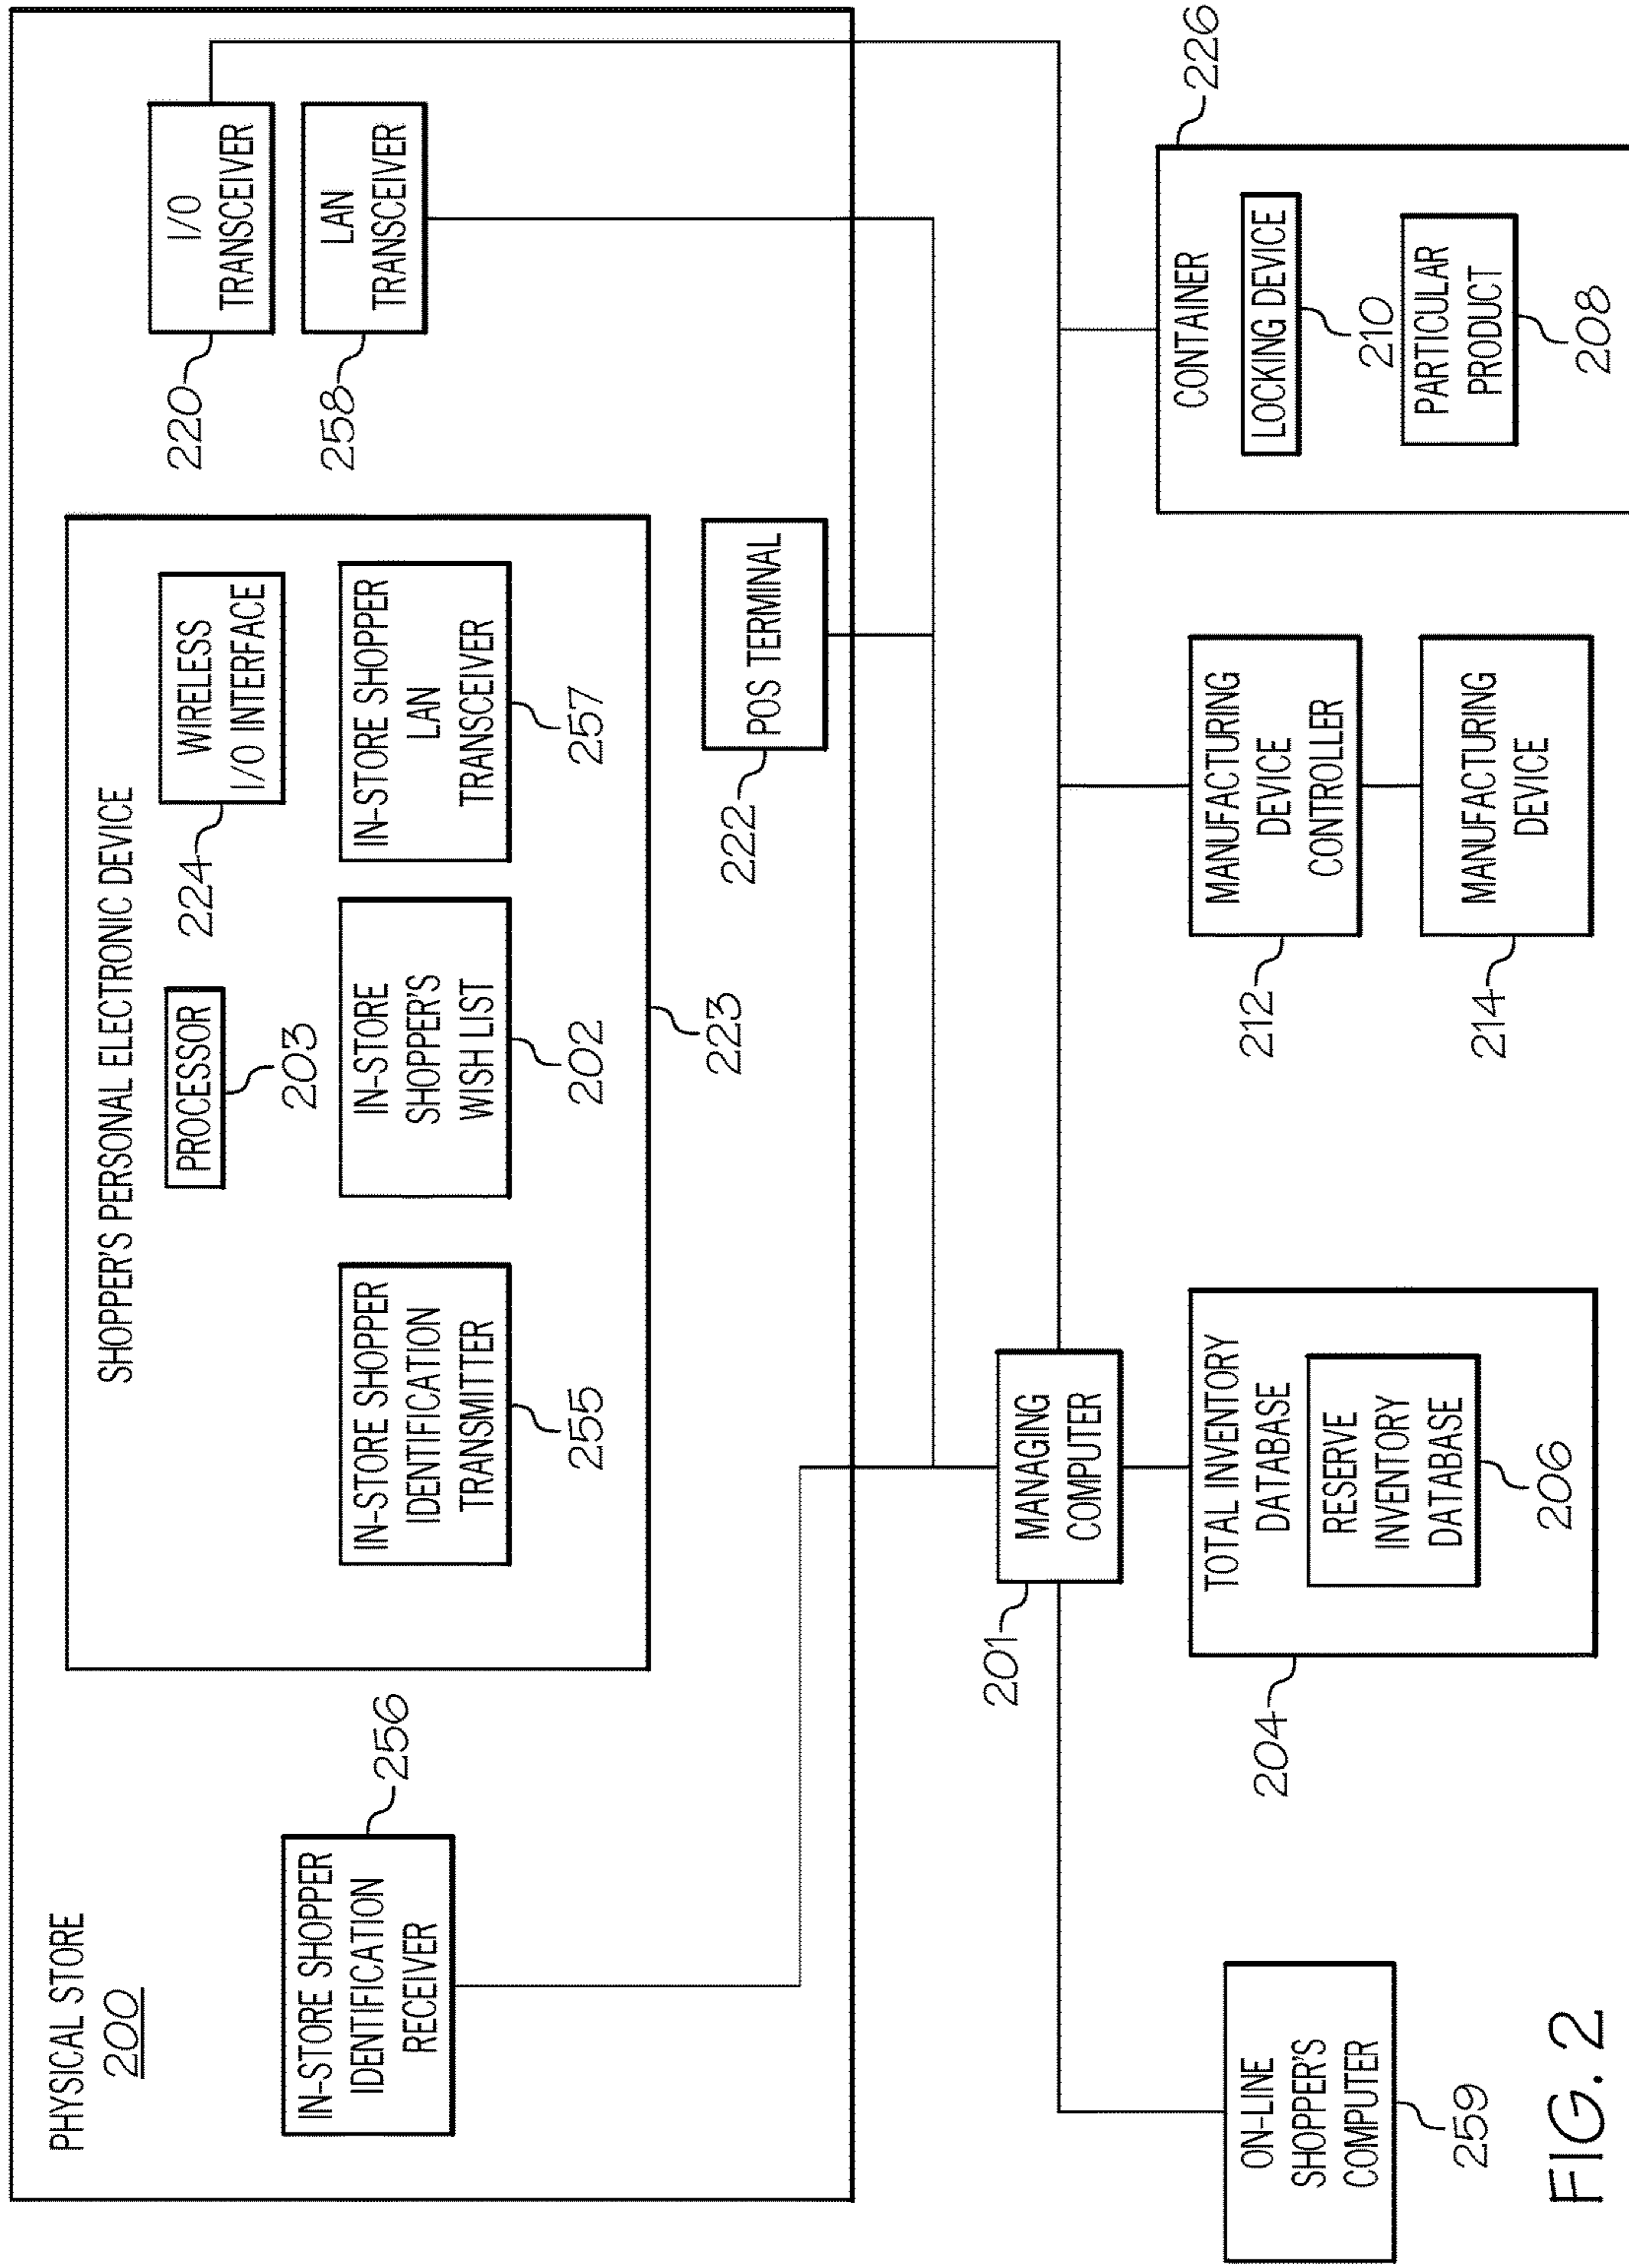 PHYSICAL STORE
200
SHOPPER'S PERSONAL ELECTRONIC DEVICE
PROCESSOR
203
WIRELESS
I/O INTERFACE
224
IN-STORE SHOPPER
IDENTIFICATION
TRANSMITTER
255
IN-STORE
SHOPPER'S
WISH LIST
202
IN-STORE SHOPPER
LAN
TRANSCEIVER
257
223
IN-STORE SHOPPER
IDENTIFICATION
RECEIVER
256
I/O
TRANSCEIVER
220
LAN
TRANSCEIVER
258
POS TERMINAL
222
MANAGING
COMPUTER
201
ON-LINE
SHOPPER'S
COMPUTER
259
TOTAL INVENTORY
DATABASE
RESERVE
INVENTORY
DATABASE
206
204
MANUFACTURING
DEVICE
CONTROLLER
212
MANUFACTURING
DEVICE
214
CONTAINER
226
LOCKING DEVICE
210
PARTICULAR
PRODUCT
208
FIG. 2